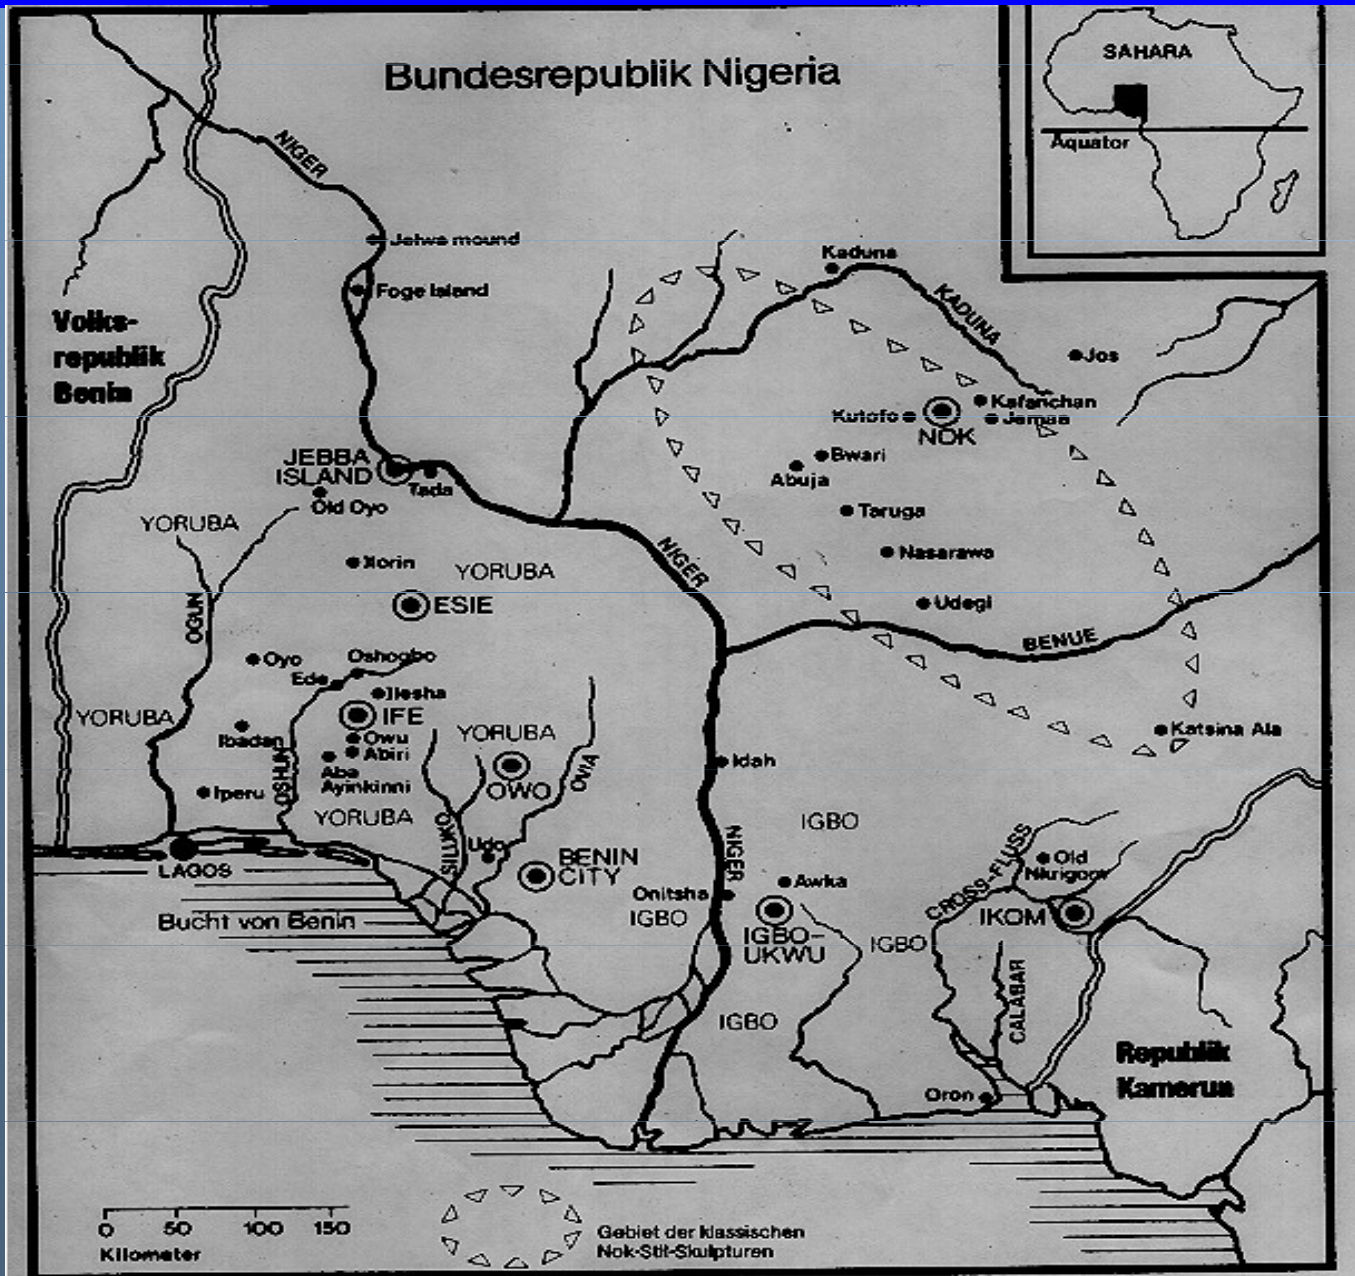 Bundesrepublik Nigeria
SAHARA
Äquator
NIGER
Jelwa mound
Foge Island
Volks-
republik
Benin
Kaduna
KADUNA
Jos
Kafanchan
Kutofo
Jemaa
NOK
JEBBA
ISLAND
Tada
Old Oyo
Bwari
Abuja
Taruga
YORUBA
Ilorin
YORUBA
NIGER
Nasarawa
ESIE
Udegi
OGUN
BENUE
Oyo
Oshogbo
Ede
Ilesha
IFE
YORUBA
YORUBA
Ibadan
Owu
Abiri
Aba
Ayinkinni
OSHUN
Iperu
OWO
OVIA
Idah
Katsina Ala
YORUBA
SILUKO
Udo
IGBO
NIGER
CROSS-FLUSS
Old
LAGOS
BENIN
CITY
Onitsha
Awka
IGBO
IGBO-
UKWU
IGBO
IKOM
Bucht von Benin
CALABAR
IGBO
Republik
Kamerun
Oron
0 50 100 150
Kilometer
Gebiet der klassischen
Nok-Stil-Skulpturen